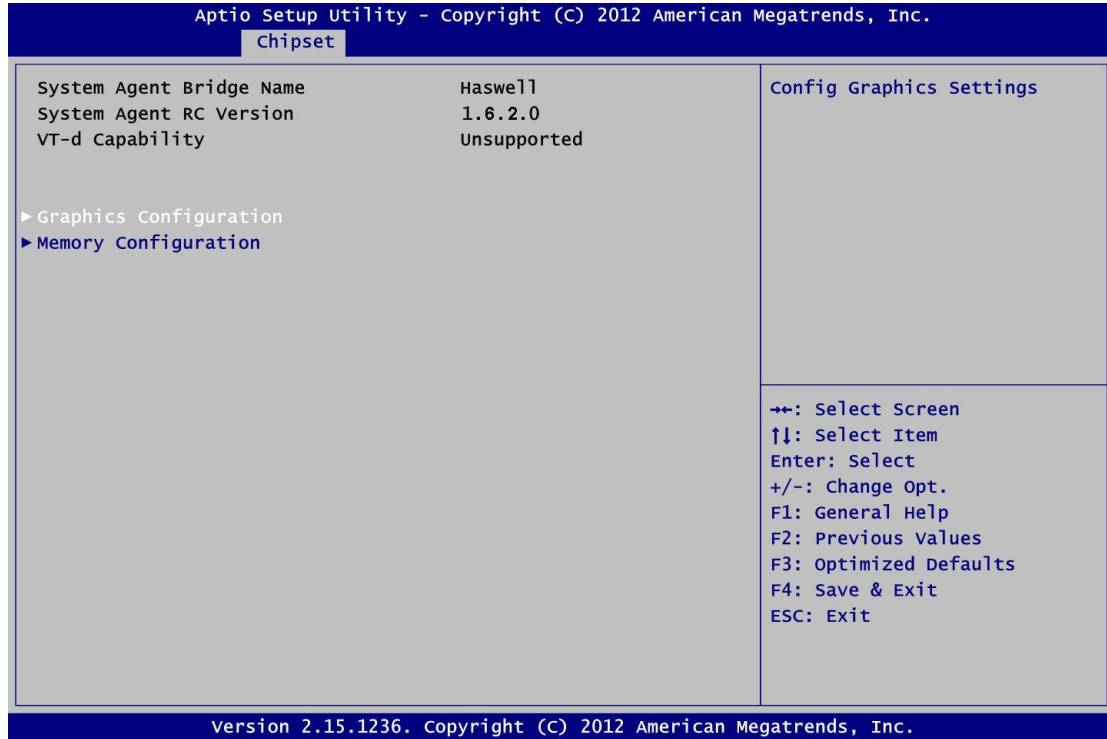 Aptio Setup Utility - Copyright (C) 2012 American Megatrends, Inc.
Chipset
System Agent Bridge Name Haswell
System Agent RC Version 1.6.2.0
VT-d Capability Unsupported
►Graphics Configuration
►Memory Configuration
Config Graphics Settings
→←: Select Screen
↑↓: Select Item
Enter: Select
+/-: Change Opt.
F1: General Help
F2: Previous Values
F3: Optimized Defaults
F4: Save & Exit
ESC: Exit
Version 2.15.1236. Copyright (C) 2012 American Megatrends, Inc.